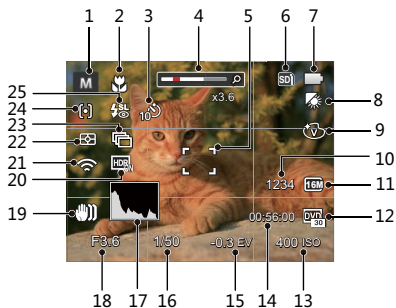 1 2 3 4 5 6 7
M SD
x3.6
10
25
24 SL 8
23
22 V 9
21 10
20 HDR N 1234 16M 11
19 00:56:00 DVD 30 12
F3.6 1/50 -0.3 EV 400 ISO
18 17 16 15 14 13